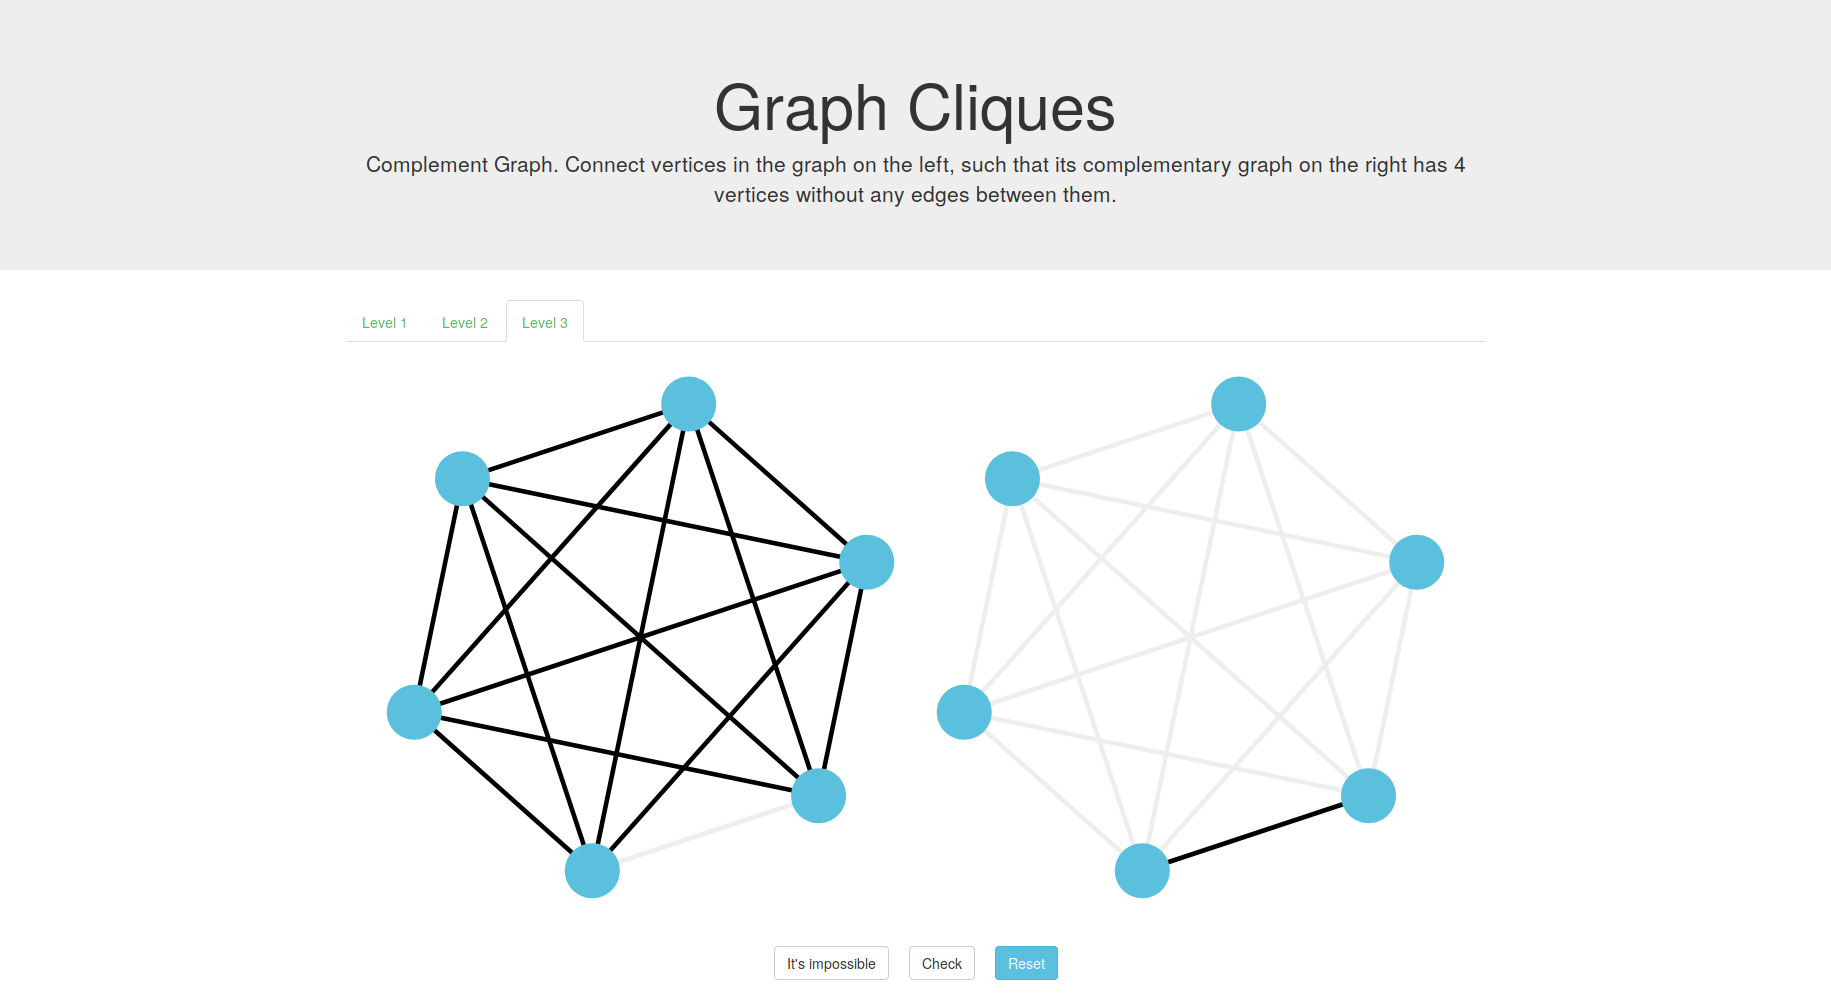 Graph Cliques
Complement Graph. Connect vertices in the graph on the left, such that its complementary graph on the right has 4
vertices without any edges between them.
Level 1 Level 2 Level 3
It's impossible Check Reset